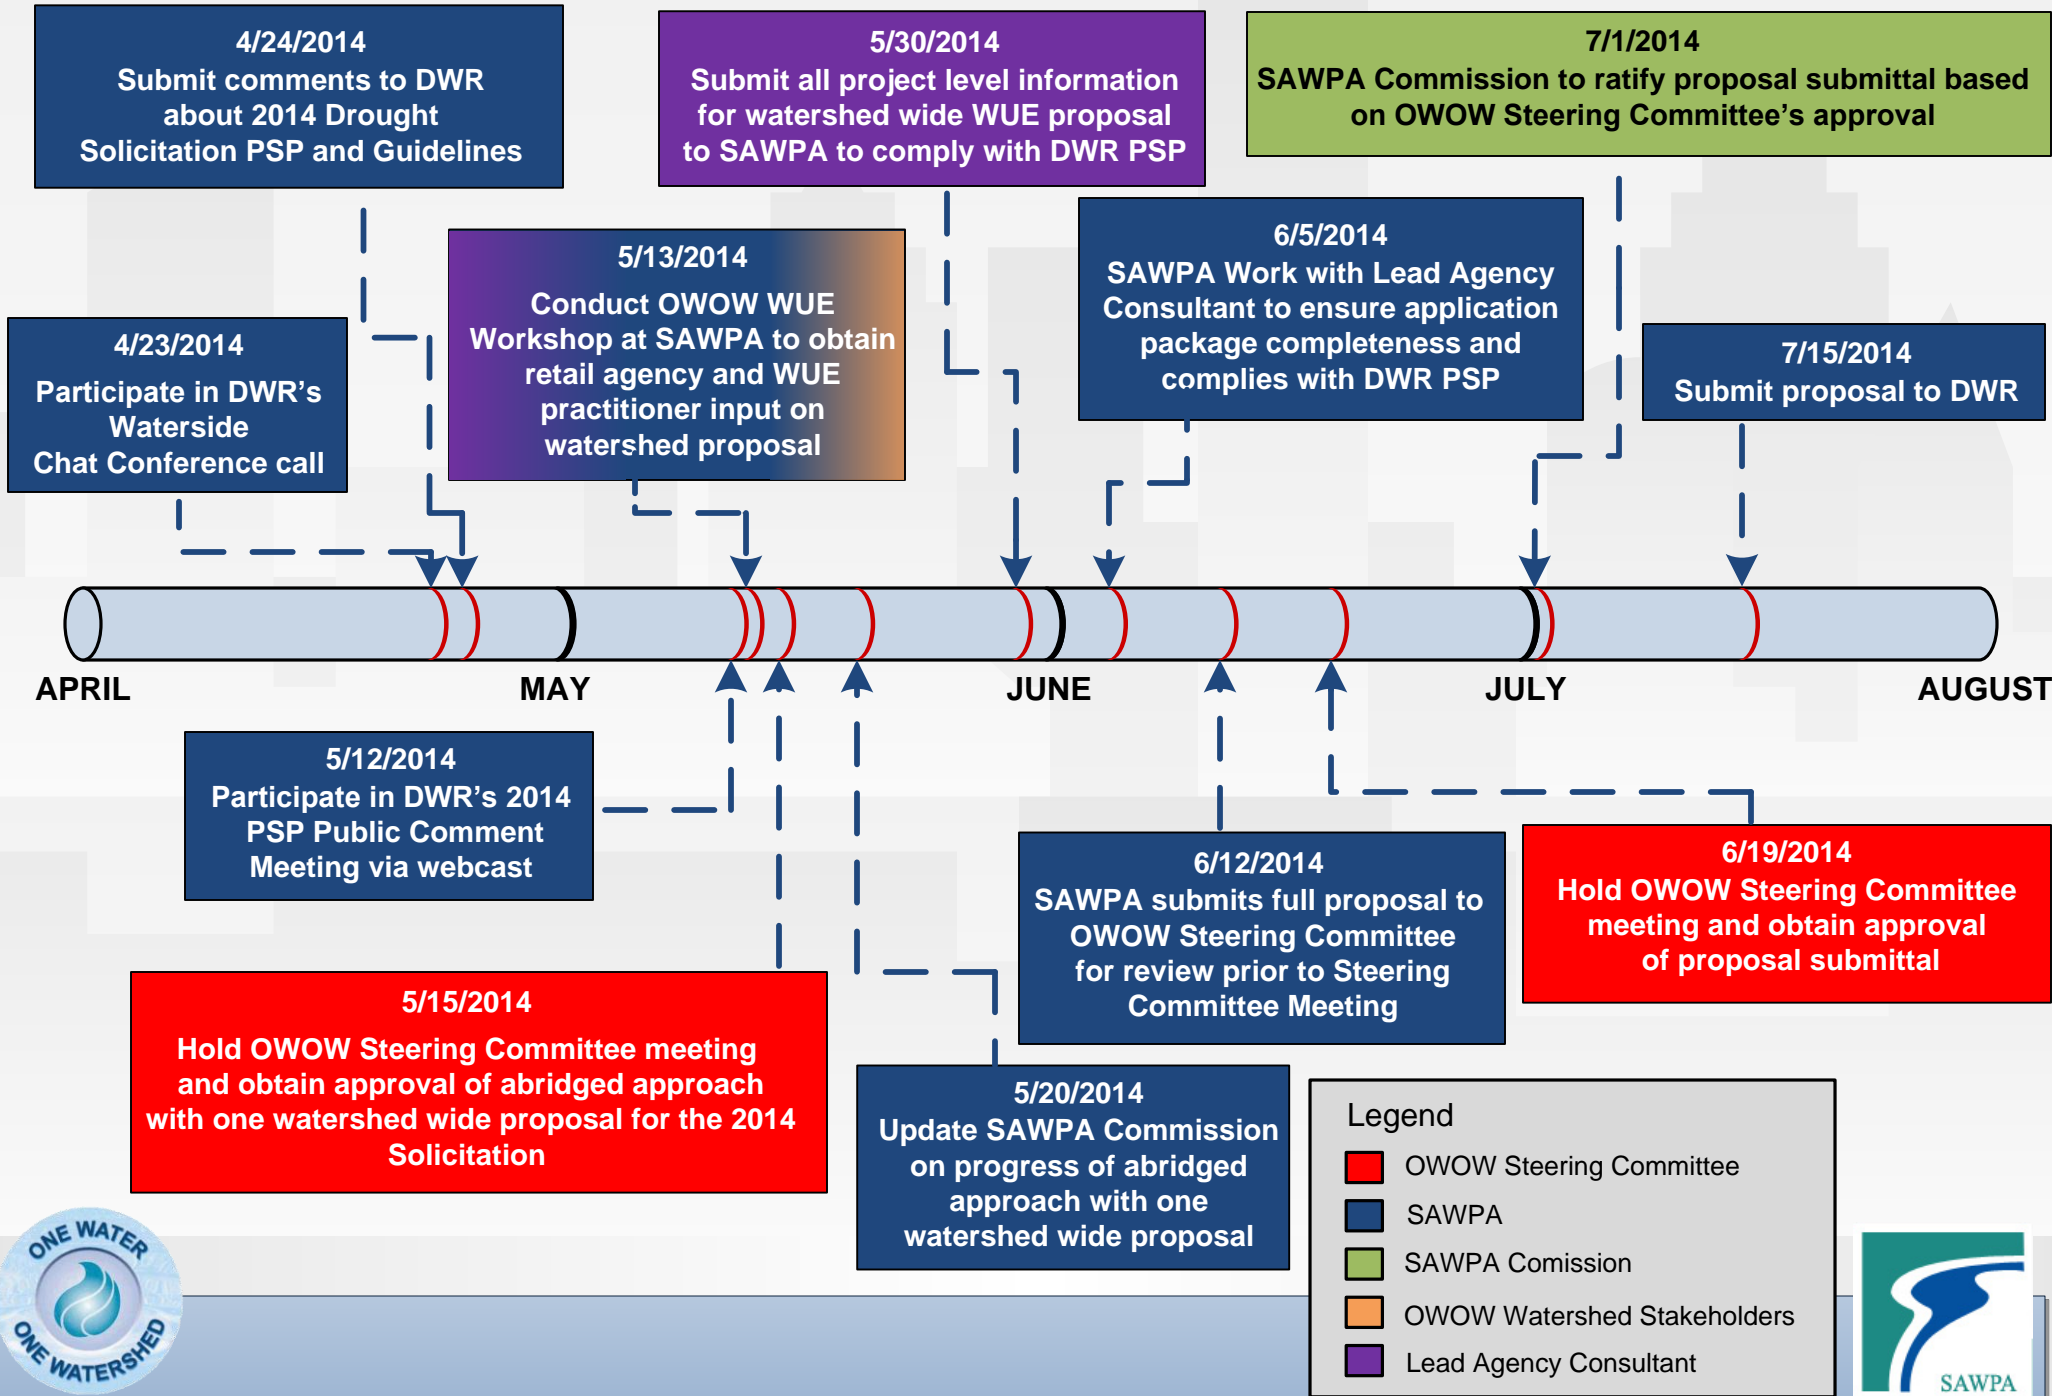 4/24/2014
Submit comments to DWR
about 2014 Drought
Solicitation PSP and Guidelines
5/30/2014
Submit all project level information
for watershed wide WUE proposal
to SAWPA to comply with DWR PSP
7/1/2014
SAWPA Commission to ratify proposal submittal based
on OWOW Steering Committee’s approval
4/23/2014
Participate in DWR’s
Waterside
Chat Conference call
5/13/2014
Conduct OWOW WUE
Workshop at SAWPA to obtain
retail agency and WUE
practitioner input on
watershed proposal
6/5/2014
SAWPA Work with Lead Agency
Consultant to ensure application
package completeness and
complies with DWR PSP
7/15/2014
Submit proposal to DWR
APRIL
MAY
JUNE
JULY
AUGUST
5/12/2014
Participate in DWR’s 2014
PSP Public Comment
Meeting via webcast
5/15/2014
Hold OWOW Steering Committee meeting
and obtain approval of abridged approach
with one watershed wide proposal for the 2014
Solicitation
5/20/2014
Update SAWPA Commission
on progress of abridged
approach with one
watershed wide proposal
6/12/2014
SAWPA submits full proposal to
OWOW Steering Committee
for review prior to Steering
Committee Meeting
6/19/2014
Hold OWOW Steering Committee
meeting and obtain approval
of proposal submittal
Legend
OWOW Steering Committee
SAWPA
SAWPA Comission
OWOW Watershed Stakeholders
Lead Agency Consultant
ONE WATER
ONE WATERSHED
SAWPA